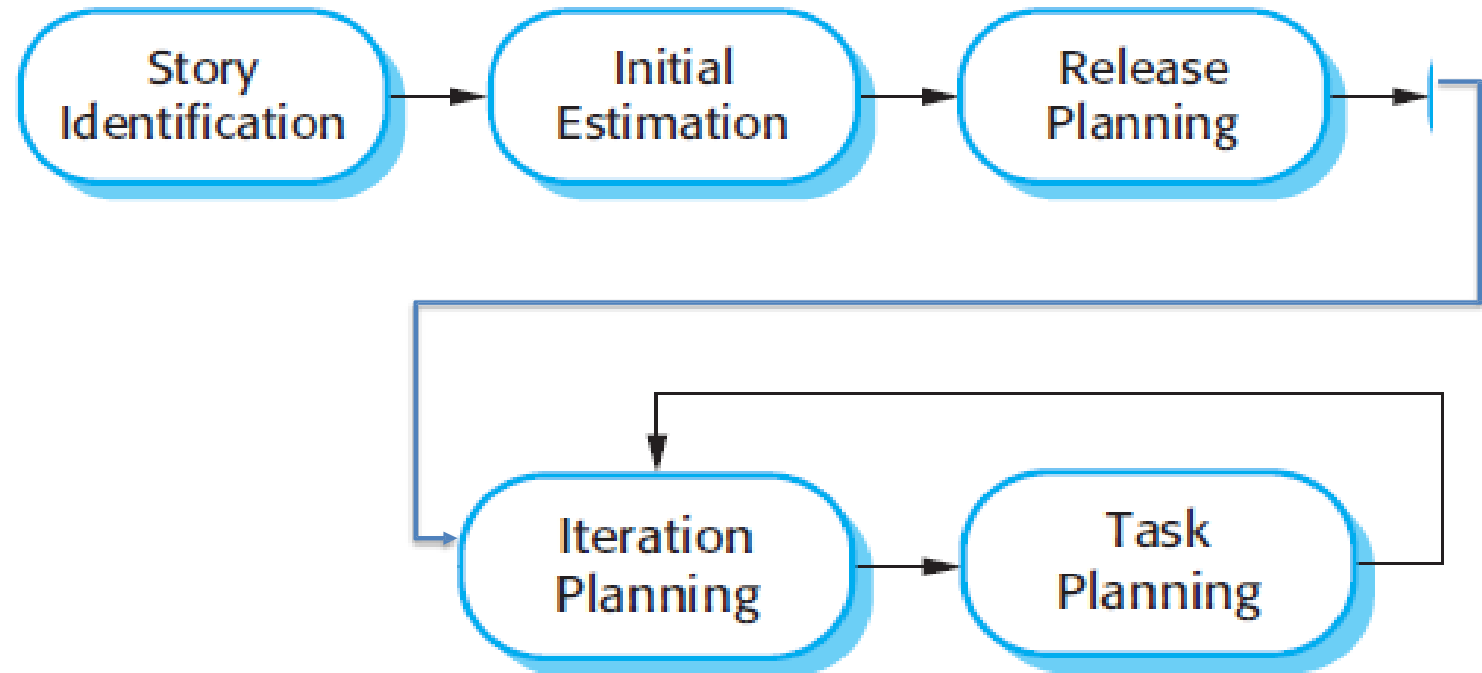 Story
Identification
Initial
Estimation
Release
Planning
Iteration
Planning
Task
Planning